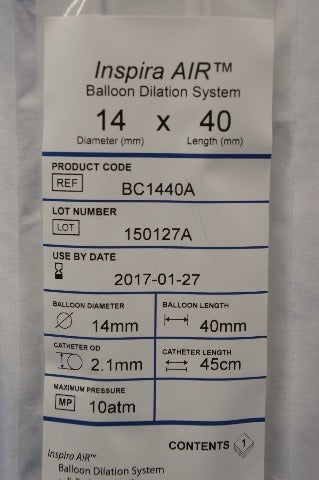 Inspira AIR™
Balloon Dilation System
14 x 40
Diameter (mm) Length (mm)
PRODUCT CODE
REF BC1440A
LOT NUMBER
LOT 150127A
USE BY DATE
2017-01-27
BALLOON DIAMETER BALLOON LENGTH
14mm 40mm
CATHETER OD CATHETER LENGTH
2.1mm 45cm
MAXIMUM PRESSURE
MP 10atm
CONTENTS 1
Inspira AIR™
Balloon Dilation System